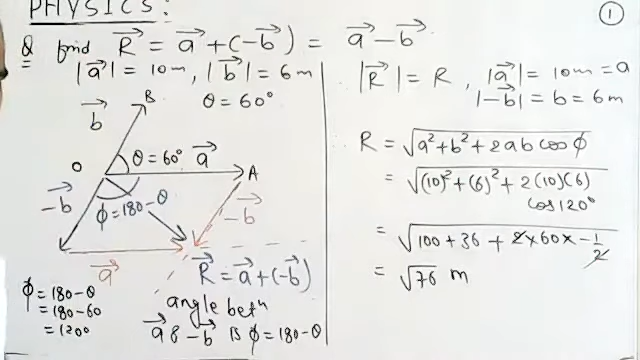 PHYSICS:
①
Q find R⃗ = a⃗ + (-b⃗) = a⃗ - b⃗
|a⃗| = 10m, |b⃗| = 6m
θ = 60°
B
b⃗
O
θ = 60° a⃗
A
-b⃗
φ = 180-θ
-b⃗
a⃗
R⃗ = a⃗ + (-b⃗)
φ = 180-θ
= 180-60
= 120°
angle betⁿ
a⃗ & -b⃗ is φ = 180-θ
|R⃗| = R, |a⃗| = 10m = a
|-b⃗| = b = 6m
R = √a² + b² + 2ab cos φ
= √(10)² + (6)² + 2(10)(6)
cos 120°
= √100 + 36 + 2×60× -1/2
= √76 m